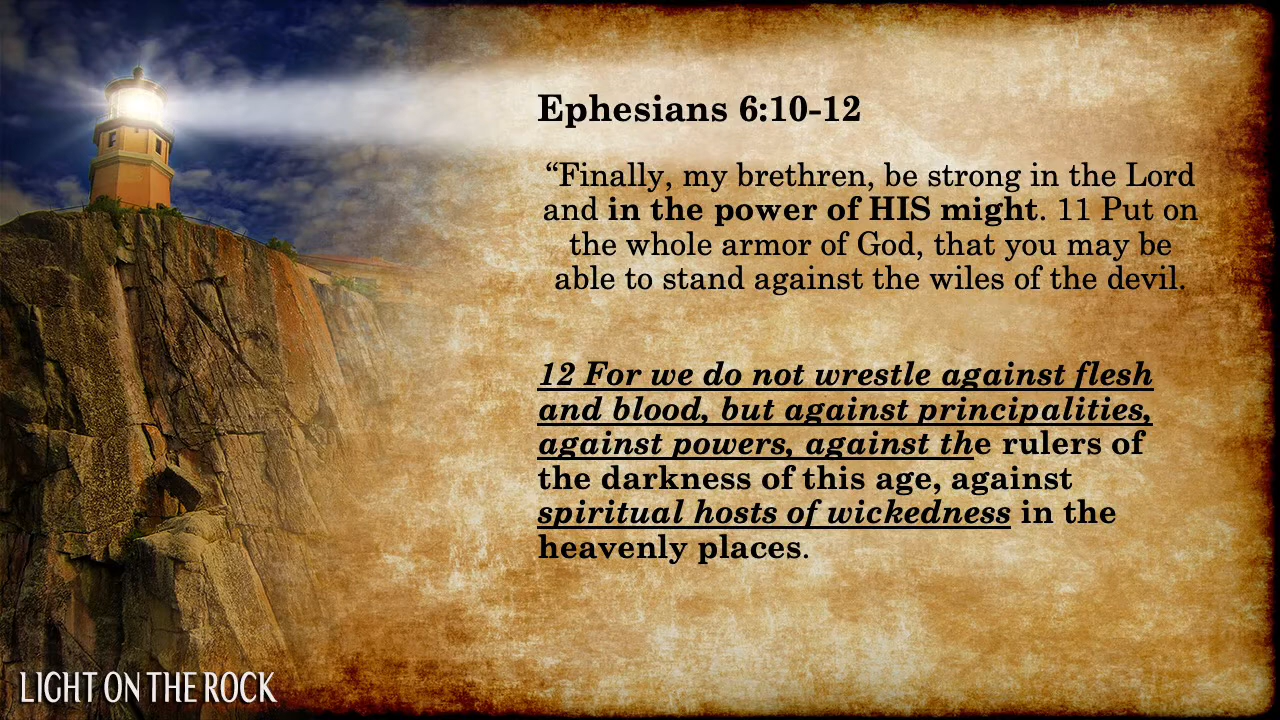 Ephesians 6:10-12
“Finally, my brethren, be strong in the Lord
and in the power of HIS might. 11 Put on
the whole armor of God, that you may be
able to stand against the wiles of the devil.
12 For we do not wrestle against flesh
and blood, but against principalities,
against powers, against the rulers of
the darkness of this age, against
spiritual hosts of wickedness in the
heavenly places.
LIGHT ON THE ROCK